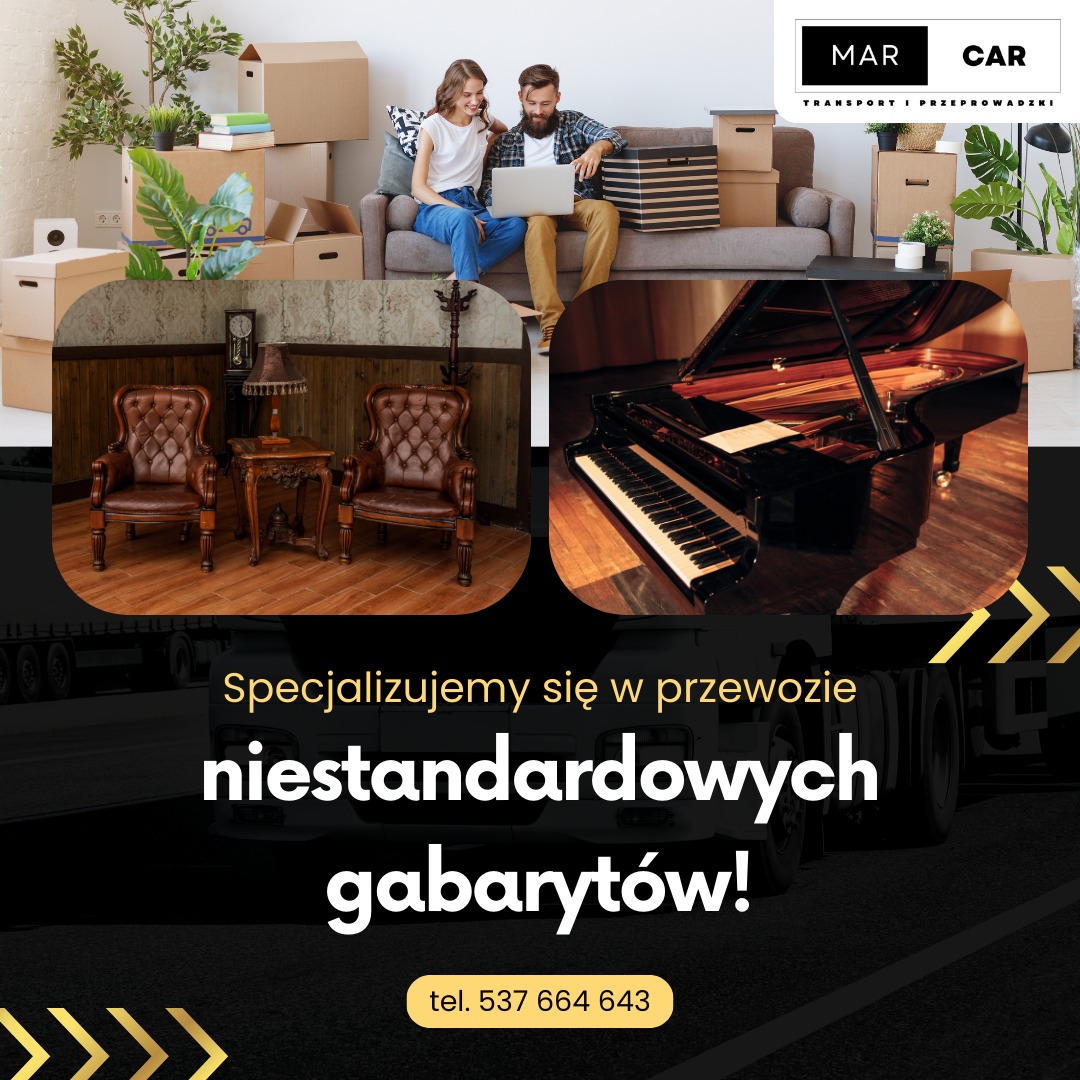 MAR CAR
TRANSPORT I PRZEPROWADZKI
Specjalizujemy się w przewozie
niestandardowych
gabarytów!
tel. 537 664 643